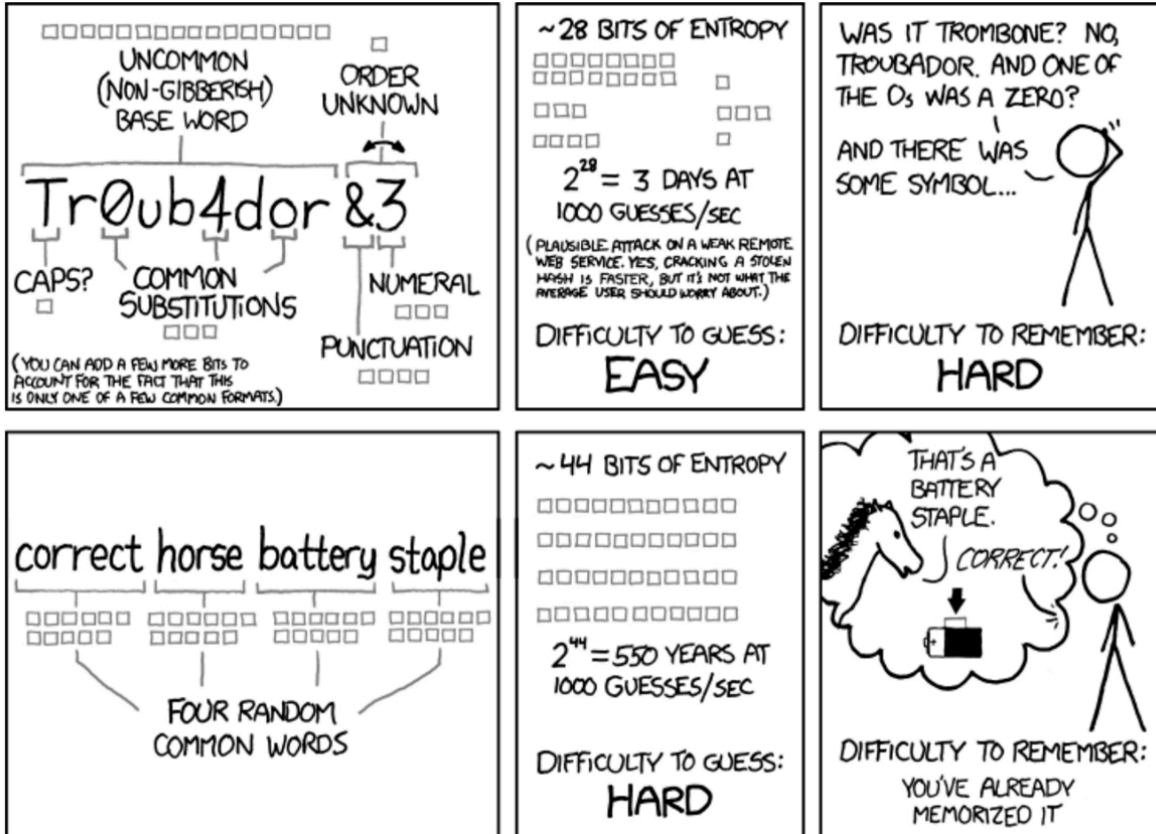 UNCOMMON
(NON-GIBBERISH)
BASE WORD
ORDER
UNKNOWN
Tr0ub4dor &3
CAPS?
COMMON
SUBSTITUTIONS
NUMERAL
PUNCTUATION
(YOU CAN ADD A FEW MORE BITS TO
ACCOUNT FOR THE FACT THAT THIS
IS ONLY ONE OF A FEW COMMON FORMATS.)
~28 BITS OF ENTROPY
2²⁸ = 3 DAYS AT
1000 GUESSES/SEC
(PLAUSIBLE ATTACK ON A WEAK REMOTE
WEB SERVICE. YES, CRACKING A STOLEN
HASH IS FASTER, BUT IT'S NOT WHAT THE
AVERAGE USER SHOULD WORRY ABOUT.)
DIFFICULTY TO GUESS:
EASY
WAS IT TROMBONE? NO,
TROUBADOR. AND ONE OF
THE Os WAS A ZERO?
AND THERE WAS
SOME SYMBOL...
DIFFICULTY TO REMEMBER:
HARD
correct horse battery staple
FOUR RANDOM
COMMON WORDS
~44 BITS OF ENTROPY
2⁴⁴ = 550 YEARS AT
1000 GUESSES/SEC
DIFFICULTY TO GUESS:
HARD
THAT'S A
BATTERY
STAPLE.
CORRECT!
DIFFICULTY TO REMEMBER:
YOU'VE ALREADY
MEMORIZED IT